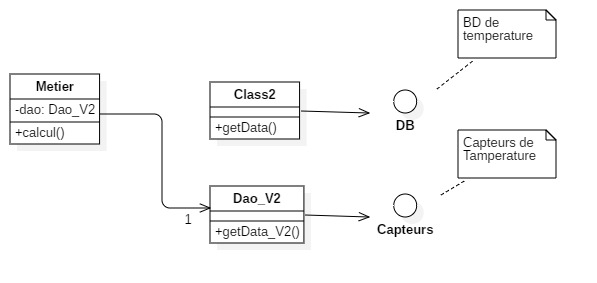 BD de
temperature
Metier
-dao: Dao_V2
+calcul()
Class2
+getData()
DB
Capteurs de
Tamperature
Dao_V2
+getData_V2()
1
Capteurs